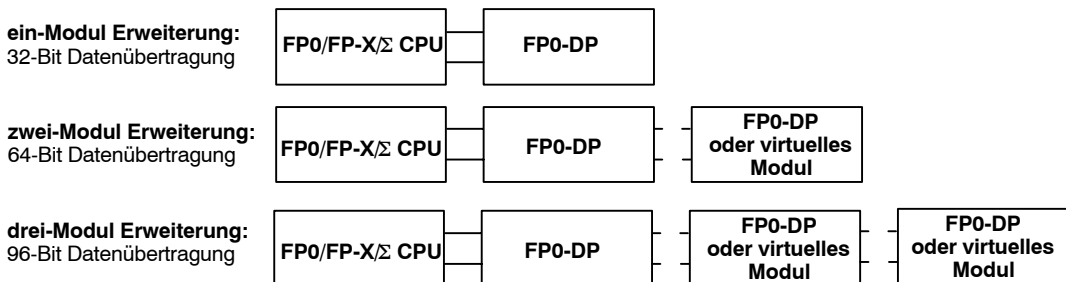 ein-Modul Erweiterung:
32-Bit Datenübertragung
FP0/FP-X/Σ CPU
FP0-DP
zwei-Modul Erweiterung:
64-Bit Datenübertragung
FP0/FP-X/Σ CPU
FP0-DP
FP0-DP
oder virtuelles
Modul
drei-Modul Erweiterung:
96-Bit Datenübertragung
FP0/FP-X/Σ CPU
FP0-DP
FP0-DP
oder virtuelles
Modul
FP0-DP
oder virtuelles
Modul